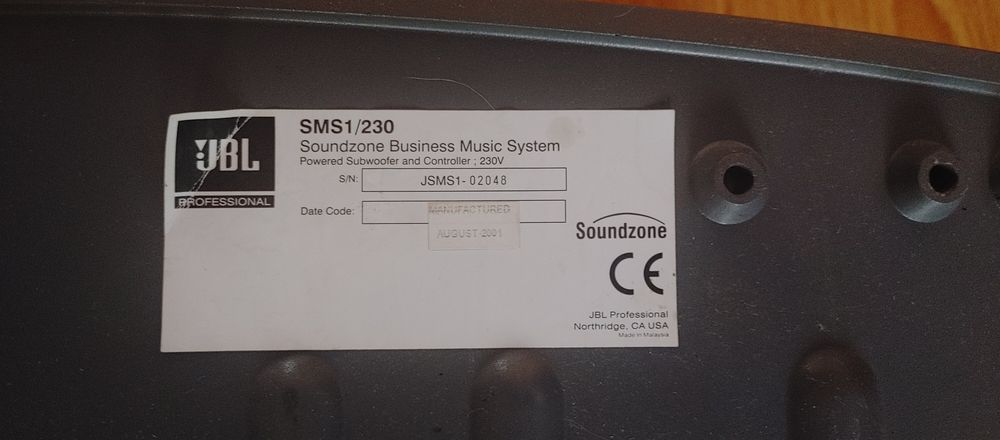 JBL
PROFESSIONAL
SMS1/230
Soundzone Business Music System
Powered Subwoofer and Controller ; 230V
S/N: JSMS1-02048
Date Code: MANUFACTURED
AUGUST 2001
Soundzone
CE
JBL Professional
Northridge, CA USA
Made in Malaysia